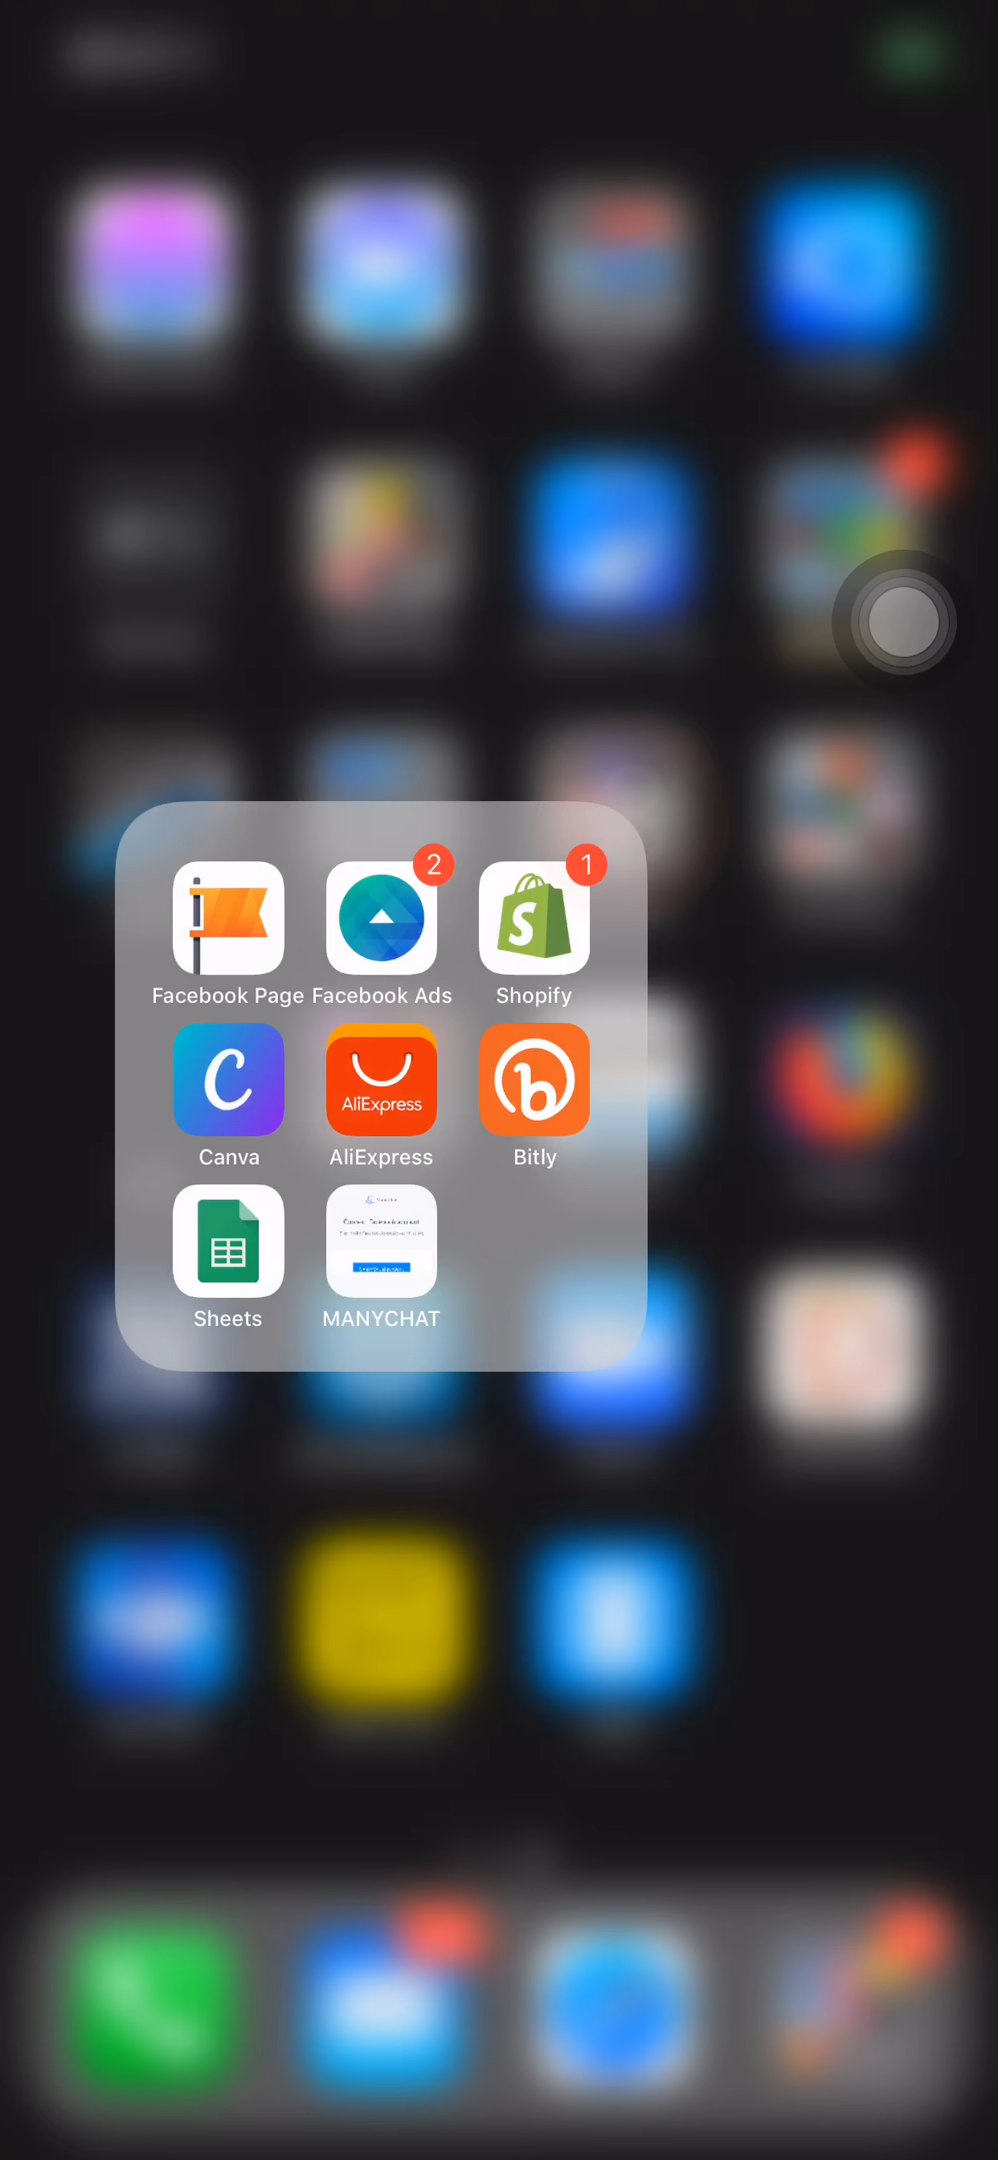 2
1
Facebook Page Facebook Ads Shopify
AliExpress
Canva AliExpress Bitly
Sheets MANYCHAT